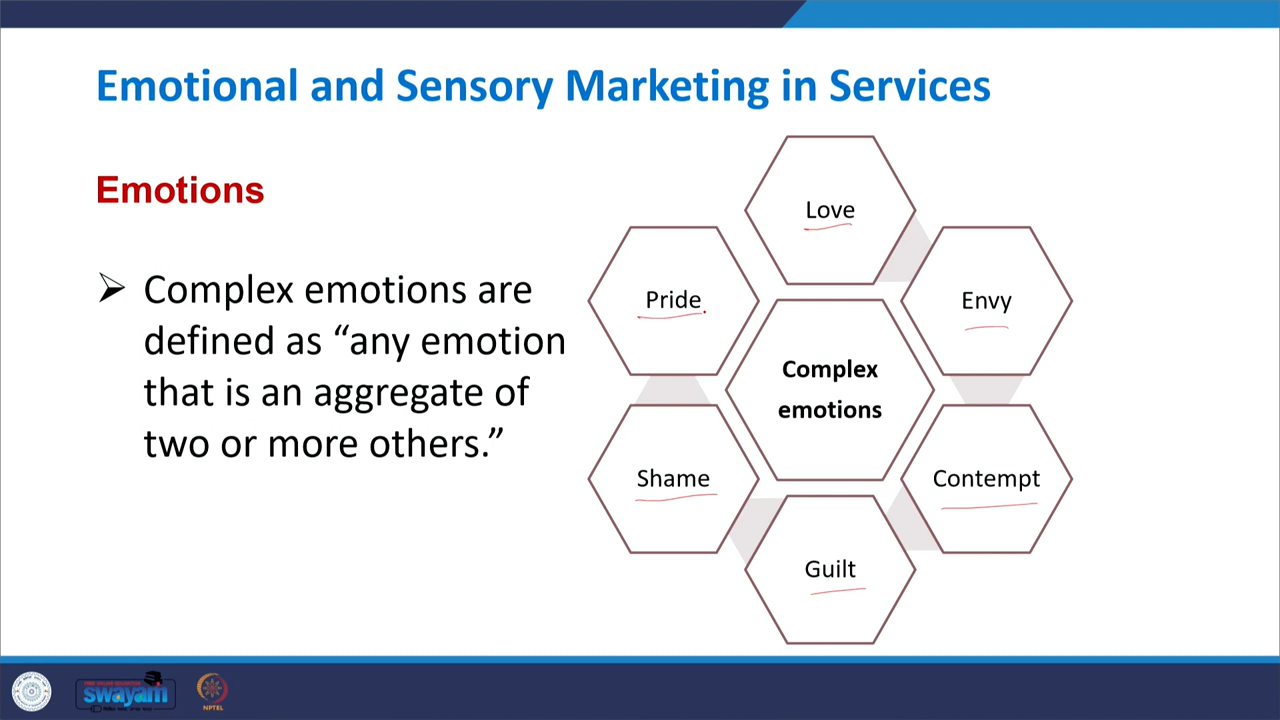 Emotional and Sensory Marketing in Services
Emotions
➢ Complex emotions are
defined as “any emotion
that is an aggregate of
two or more others.”
Love
Envy
Contempt
Guilt
Shame
Pride
Complex
emotions
swayam
NPTEL